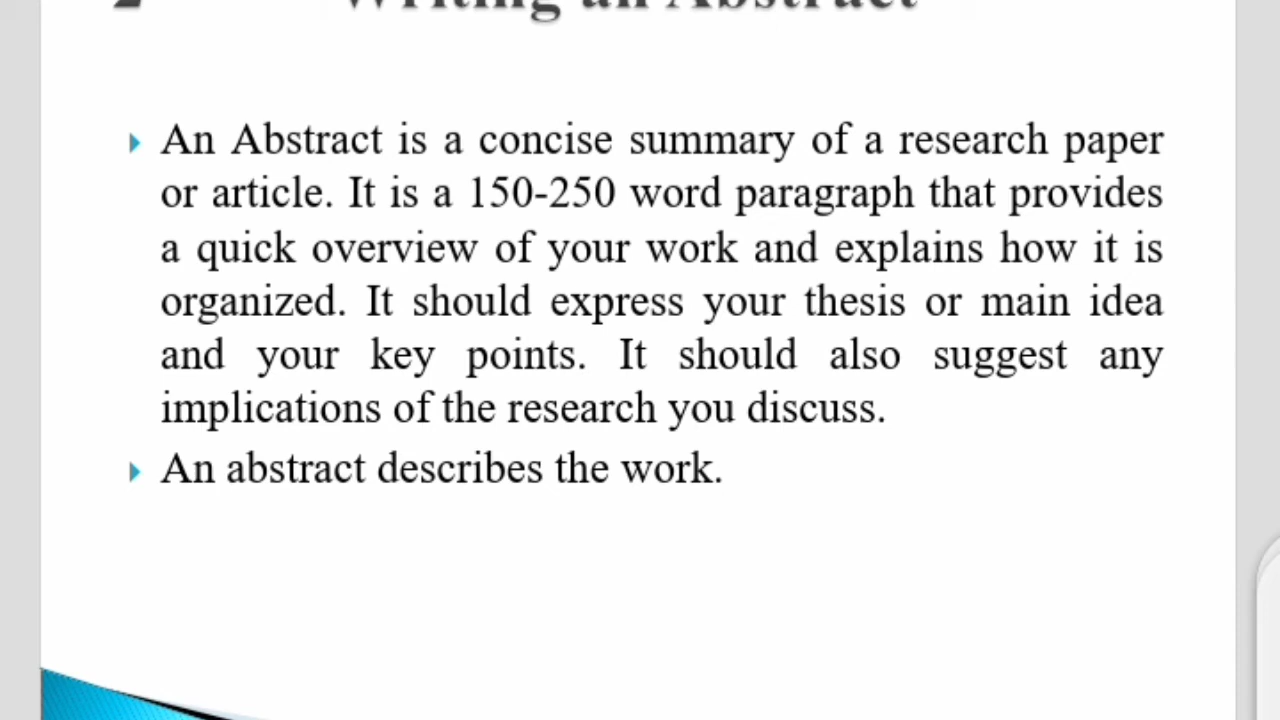 2 Writing an Abstract
An Abstract is a concise summary of a research paper
or article. It is a 150-250 word paragraph that provides
a quick overview of your work and explains how it is
organized. It should express your thesis or main idea
and your key points. It should also suggest any
implications of the research you discuss.
An abstract describes the work.